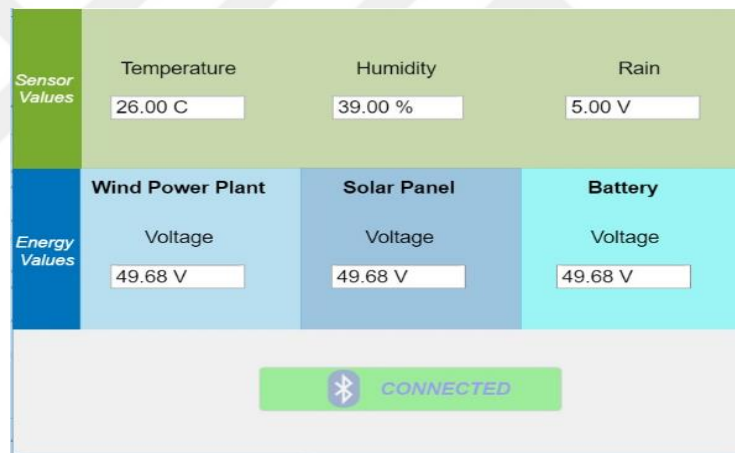 Sensor
Values
Temperature Humidity Rain
26.00 C 39.00 % 5.00 V
Wind Power Plant Solar Panel Battery
Energy
Values
Voltage Voltage Voltage
49.68 V 49.68 V 49.68 V
CONNECTED